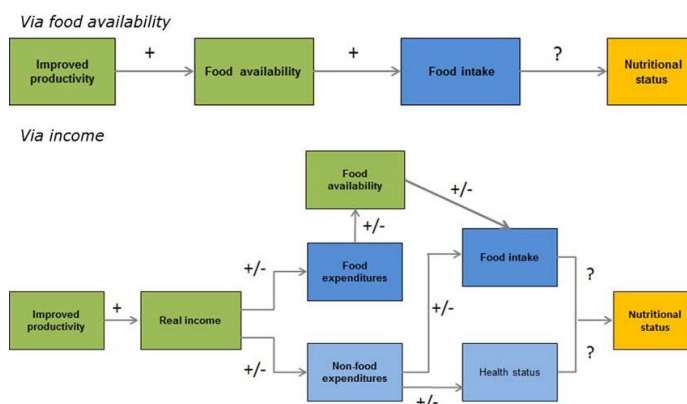 Via food availability
Improved
productivity
+
Food availability
+
Food intake
?
Nutritional
status
Via income
Food
availability
+/-
+/-
Food
expenditures
+/-
Food intake
?
Improved
productivity
+
Real income
+/-
Nutritional
status
+/-
Non-food
expenditures
+/-
Health status
?